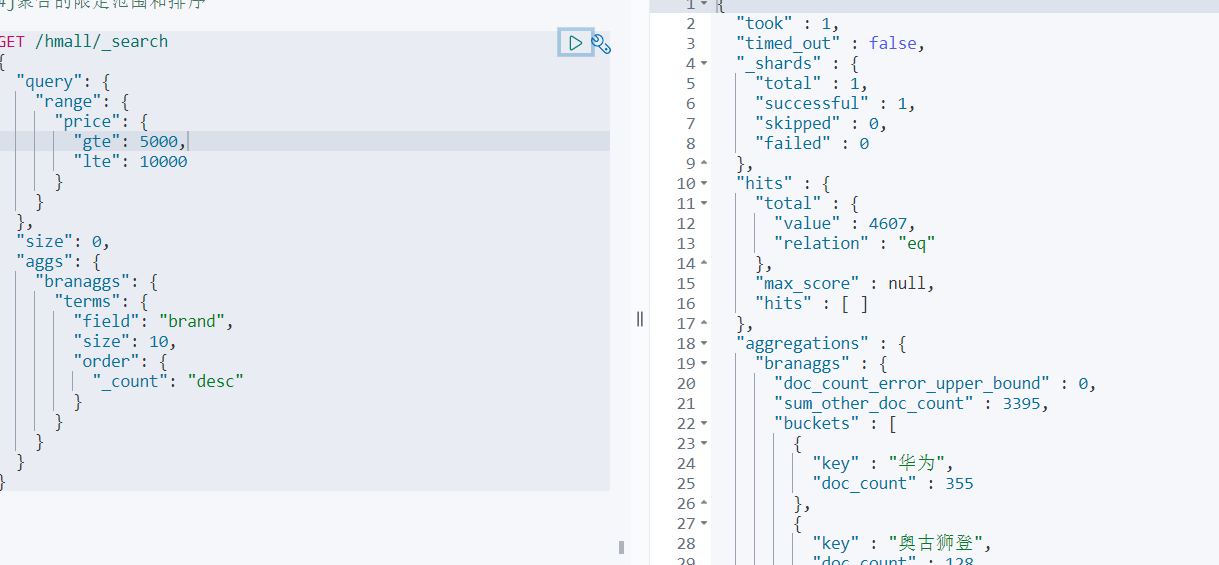 #j聚合的限定范围和排序
GET /hmall/_search
{
"query": {
"range": {
"price": {
"gte": 5000,
"lte": 10000
}
}
},
"size": 0,
"aggs": {
"branaggs": {
"terms": {
"field": "brand",
"size": 10,
"order": {
"_count": "desc"
}
}
}
}
}
1 {
2 "took" : 1,
3 "timed_out" : false,
4 "_shards" : {
5 "total" : 1,
6 "successful" : 1,
7 "skipped" : 0,
8 "failed" : 0
9 },
10 "hits" : {
11 "total" : {
12 "value" : 4607,
13 "relation" : "eq"
14 },
15 "max_score" : null,
16 "hits" : [ ]
17 },
18 "aggregations" : {
19 "branaggs" : {
20 "doc_count_error_upper_bound" : 0,
21 "sum_other_doc_count" : 3395,
22 "buckets" : [
23 {
24 "key" : "华为",
25 "doc_count" : 355
26 },
27 {
28 "key" : "奥古狮登",
29 "doc_count" : 128